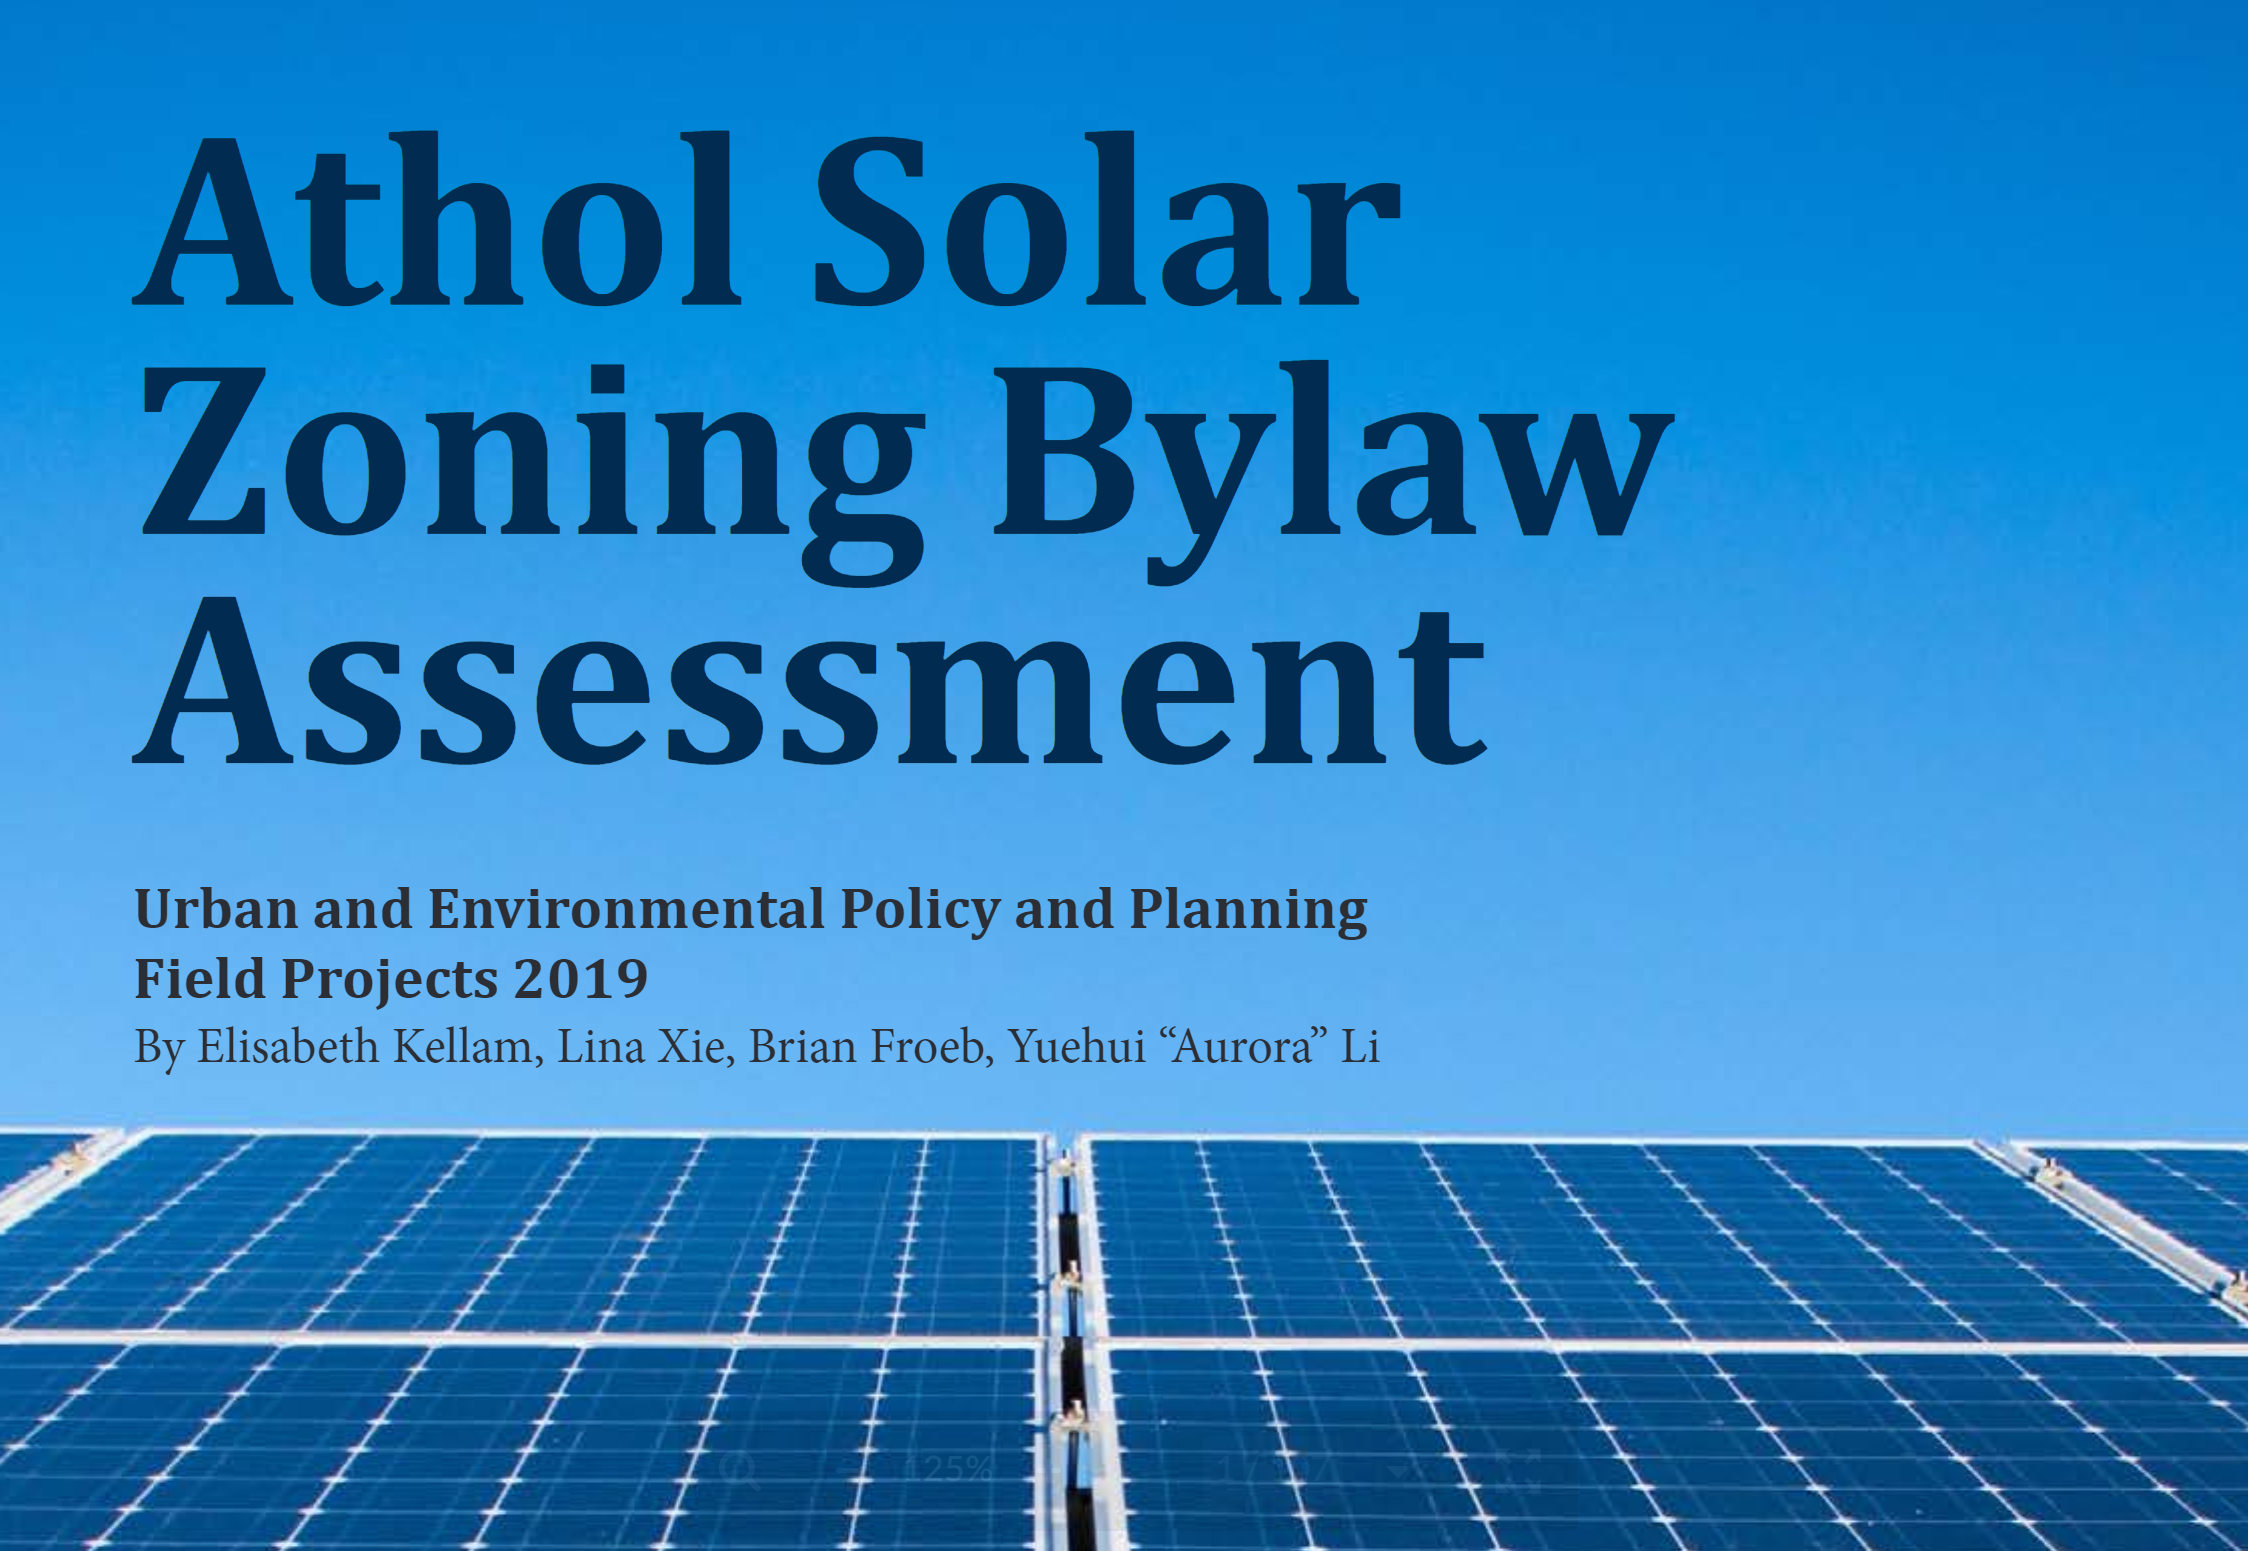 Athol Solar
Zoning Bylaw
Assessment
Urban and Environmental Policy and Planning
Field Projects 2019
By Elisabeth Kellam, Lina Xie, Brian Froeb, Yuehui “Aurora” Li
125%